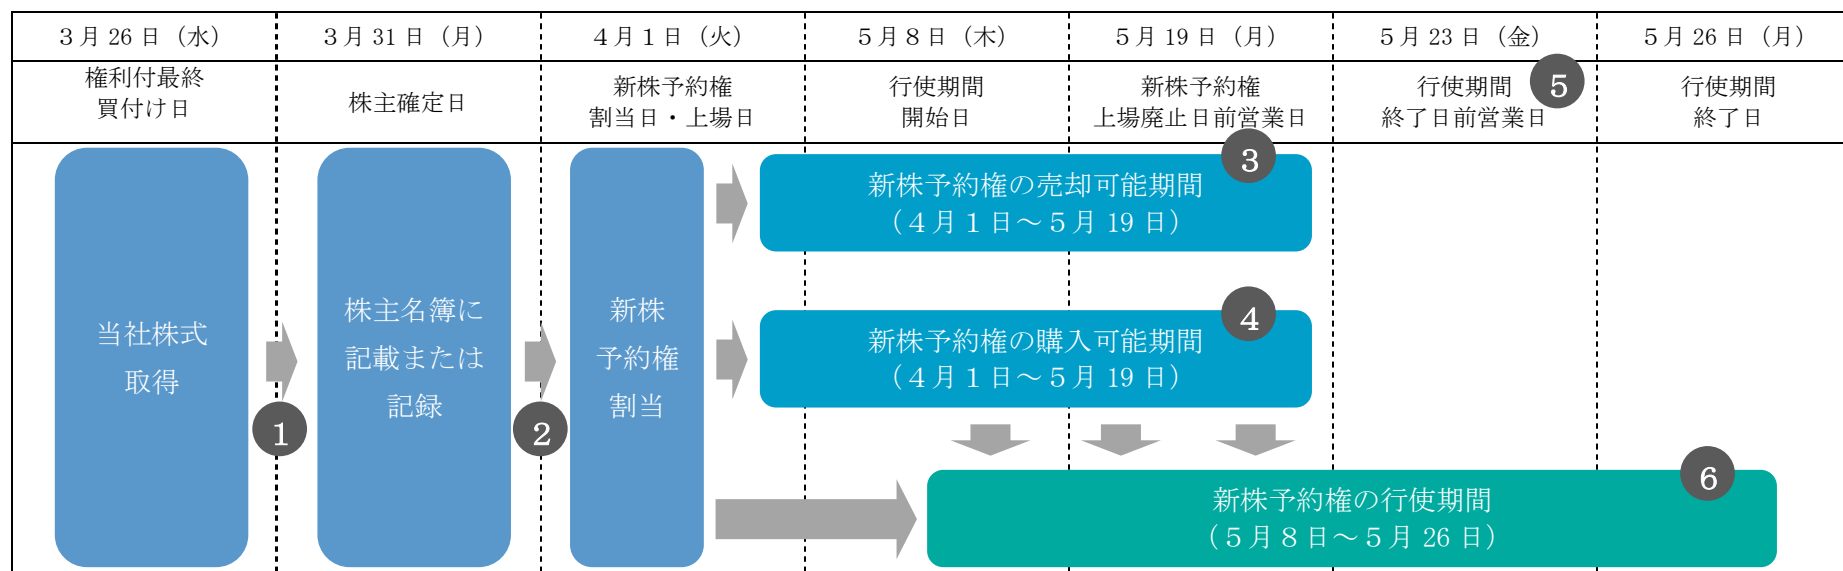 ３月 26 日（水）
３月 31 日（月）
４月１日（火）
５月８日（木）
５月 19 日（月）
５月 23 日（金）
５月 26 日（月）
権利付最終
買付け日
株主確定日
新株予約権
割当日・上場日
行使期間
開始日
新株予約権
上場廃止日前営業日
行使期間
終了日前営業日
5
行使期間
終了日
当社株式
取得
1
株主名簿に
記載または
記録
2
新株
予約権
割当
3
新株予約権の売却可能期間
（４月１日～５月 19 日）
4
新株予約権の購入可能期間
（４月１日～５月 19 日）
6
新株予約権の行使期間
（５月８日～５月 26 日）